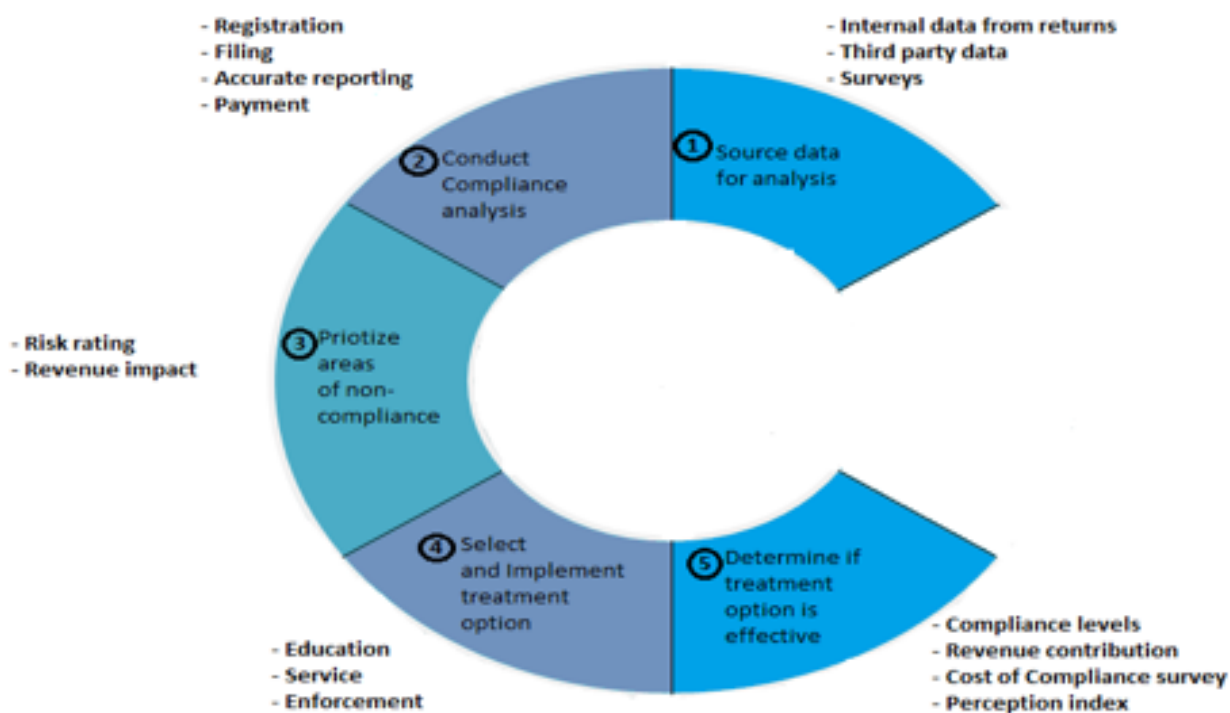 - Internal data from returns
- Third party data
- Surveys
1 Source data
for analysis
- Registration
- Filing
- Accurate reporting
- Payment
2 Conduct
Compliance
analysis
- Risk rating
- Revenue impact
3 Priotize
areas
of non-
compliance
4 Select
and Implement
treatment
option
- Education
- Service
- Enforcement
5 Determine if
treatment
option is
effective
- Compliance levels
- Revenue contribution
- Cost of Compliance survey
- Perception index